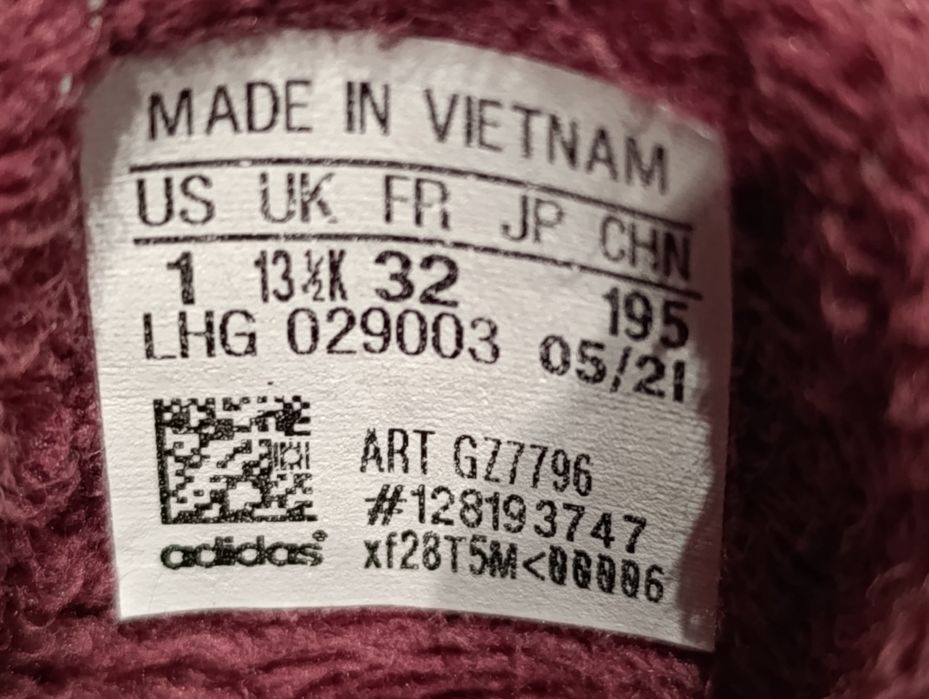 MADE IN VIETNAM
US UK FR JP CHN
1 13½K 32 195
LHG 029003 05/21
ART GZ7796
#128193747
adidas® xf28T5M<00006